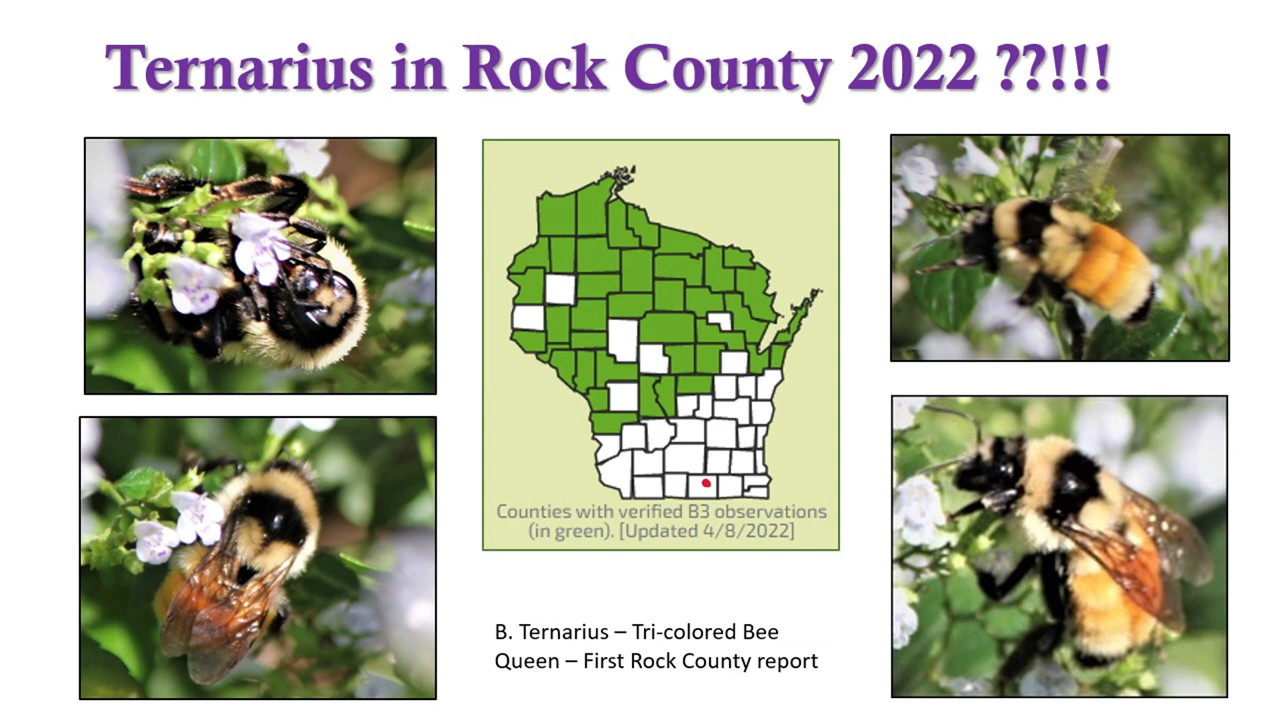 Ternarius in Rock County 2022 ??!!!
Counties with verified B3 observations
(in green). [Updated 4/8/2022]
B. Ternarius – Tri-colored Bee
Queen – First Rock County report